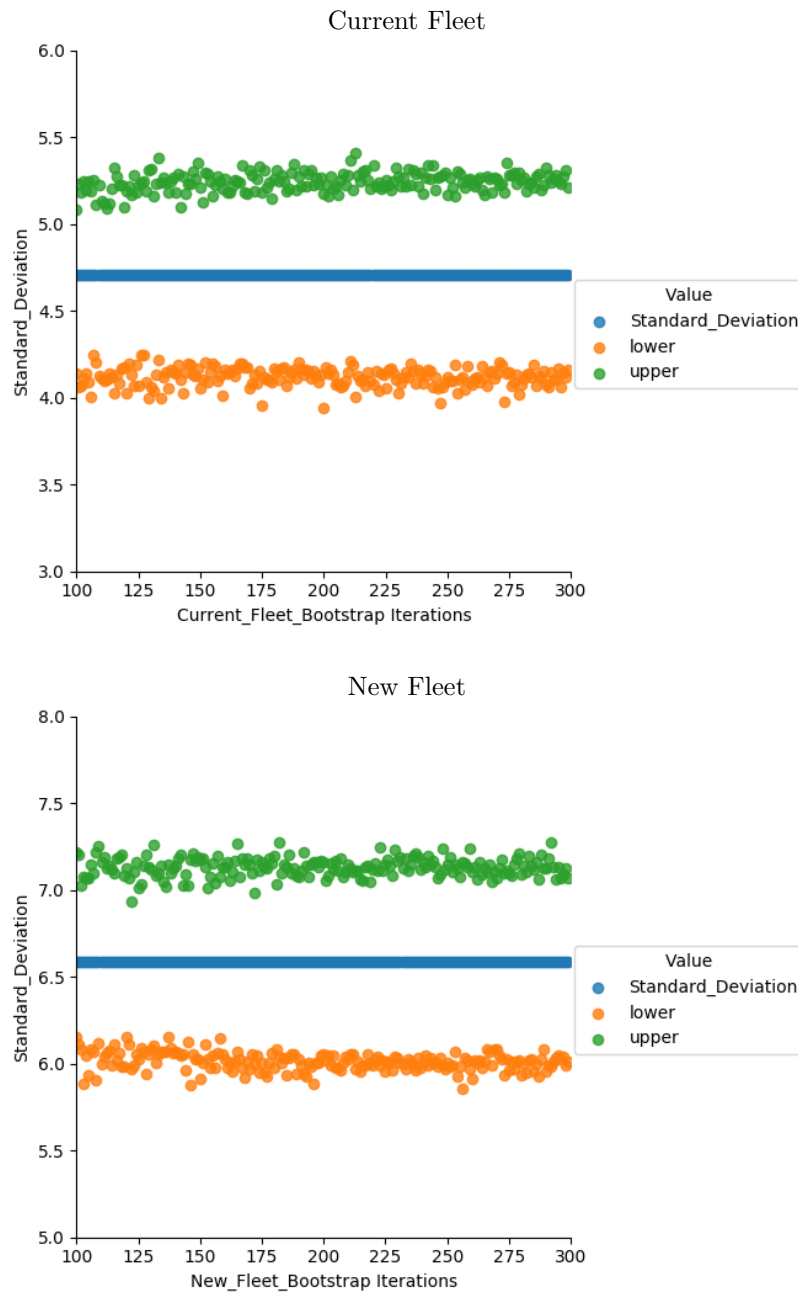 Current Fleet
6.0
5.5
5.0
4.5
4.0
3.5
3.0
Standard_Deviation
100 125 150 175 200 225 250 275 300
Current_Fleet_Bootstrap Iterations
Value
Standard_Deviation
lower
upper
New Fleet
8.0
7.5
7.0
6.5
6.0
5.5
5.0
Standard_Deviation
100 125 150 175 200 225 250 275 300
New_Fleet_Bootstrap Iterations
Value
Standard_Deviation
lower
upper